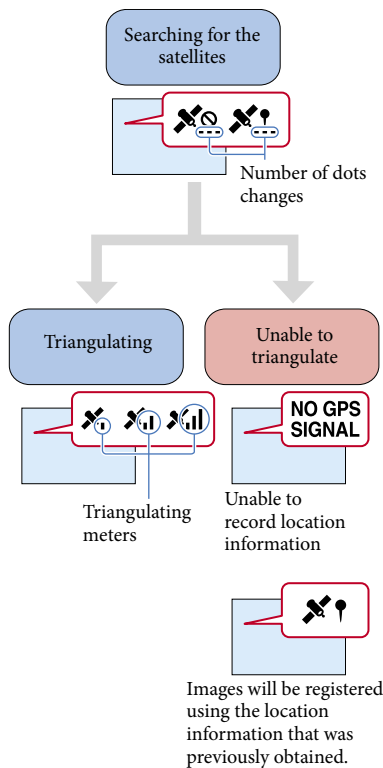 Searching for the
satellites
Number of dots
changes
Triangulating
Triangulating
meters
Unable to
triangulate
NO GPS
SIGNAL
Unable to
record location
information
Images will be registered
using the location
information that was
previously obtained.